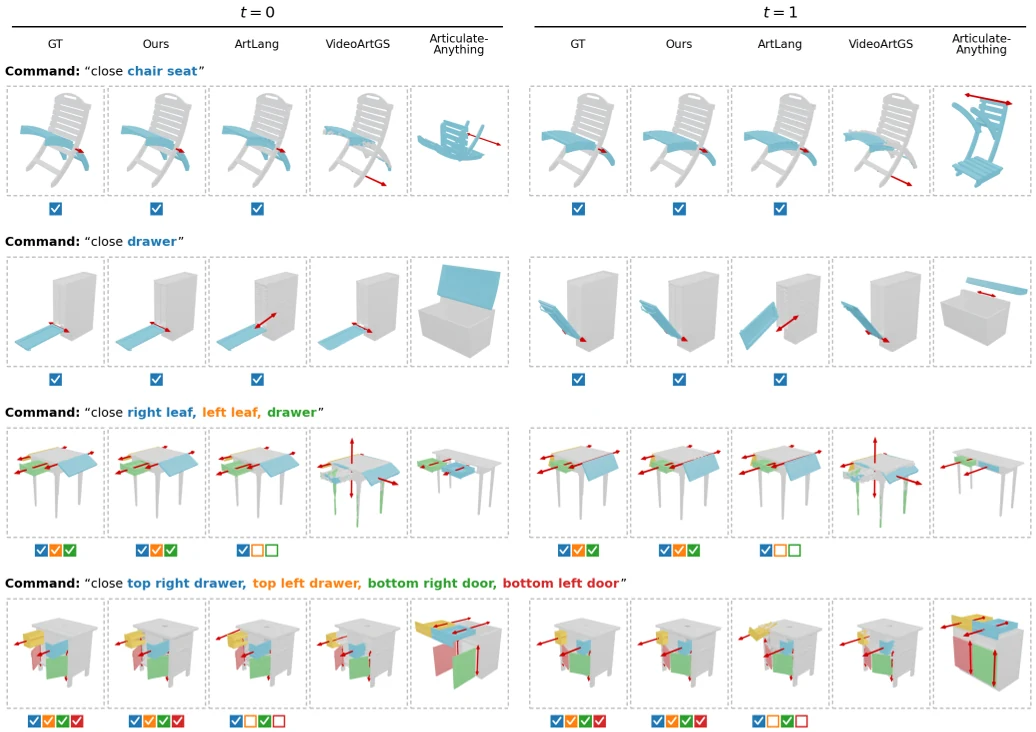 t = 0
t = 1
GT Ours ArtLang VideoArtGS Articulate-
Anything
GT Ours ArtLang VideoArtGS Articulate-
Anything
Command: “close chair seat”
Command: “close drawer”
Command: “close right leaf, left leaf, drawer”
Command: “close top right drawer, top left drawer, bottom right door, bottom left door”